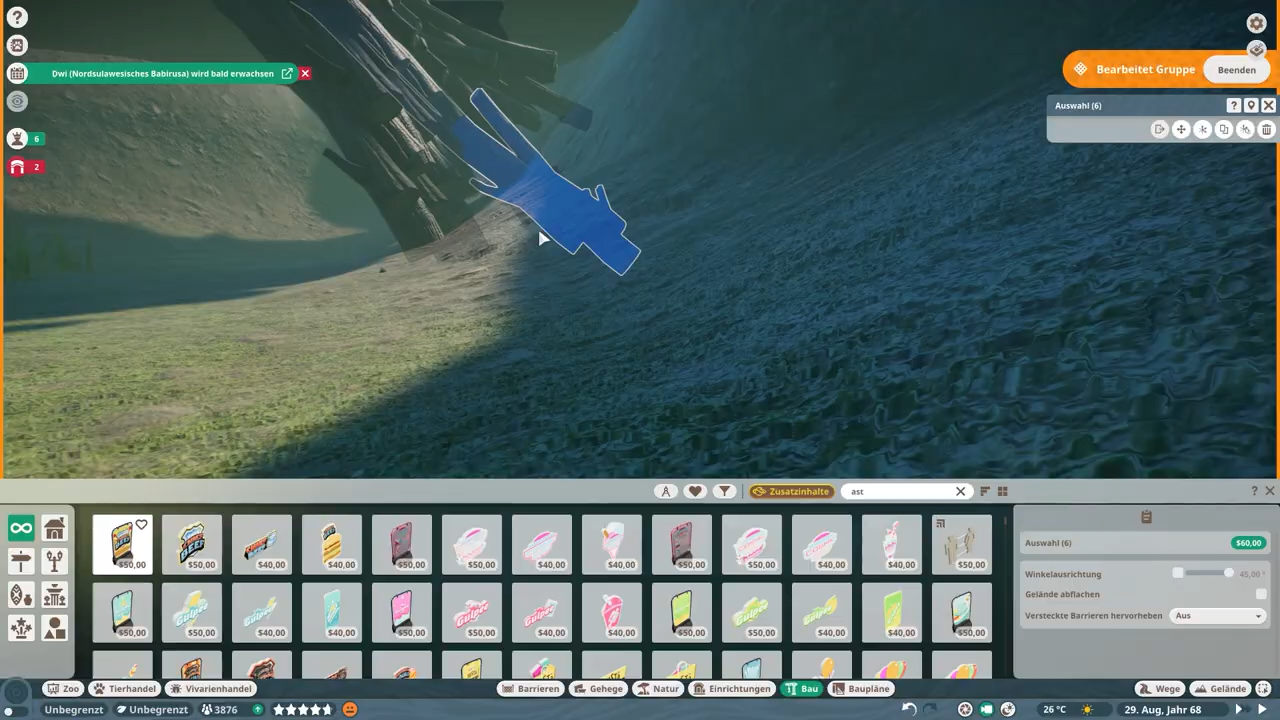 ?
Dwi (Nordsulawesisches Babirusa) wird bald erwachsen
6
2
Bearbeitet Gruppe
Beenden
Auswahl (6)
?
Zusatzinhalte
ast
?
$50,00
$50,00
$40,00
$40,00
$50,00
$50,00
$40,00
$40,00
$50,00
$50,00
$40,00
$40,00
$50,00
Auswahl (6)
$60,00
Winkelausrichtung
45,00 °
Gelände abflachen
Versteckte Barrieren hervorheben
Aus
$50,00
$50,00
$40,00
$40,00
$50,00
$50,00
$40,00
$40,00
$50,00
$50,00
$40,00
$40,00
$50,00
Zoo
Tierhandel
Vivarienhandel
Barrieren
Gehege
Natur
Einrichtungen
Bau
Baupläne
Wege
Gelände
Unbegrenzt
Unbegrenzt
3876
26 °C
29. Aug, Jahr 68